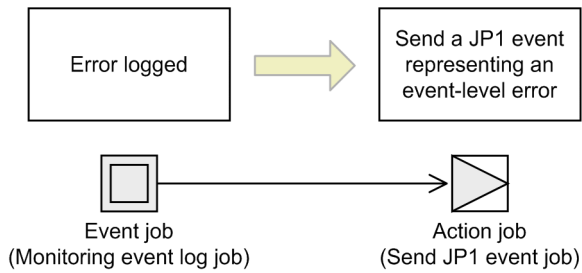 Error logged
Send a JP1 event
representing an
event-level error
Event job
(Monitoring event log job)
Action job
(Send JP1 event job)